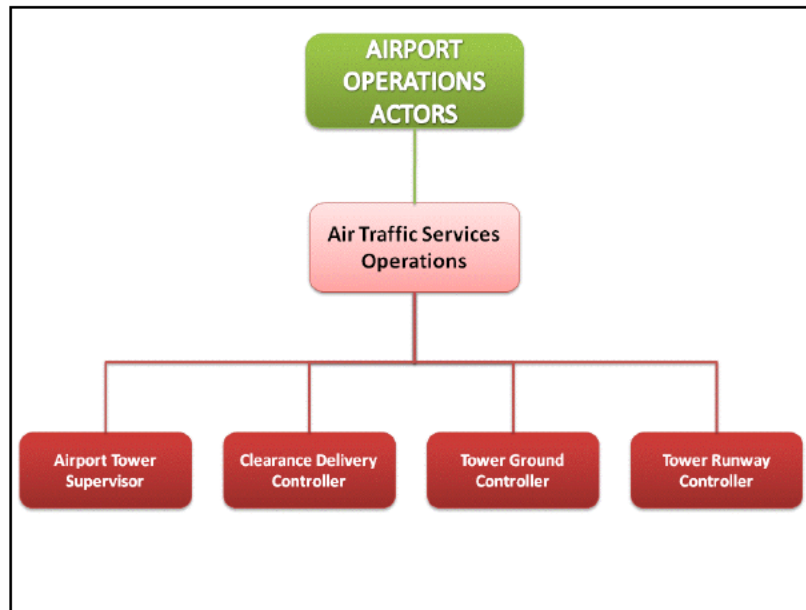 AIRPORT
OPERATIONS
ACTORS
Air Traffic Services
Operations
Airport Tower
Supervisor
Clearance Delivery
Controller
Tower Ground
Controller
Tower Runway
Controller